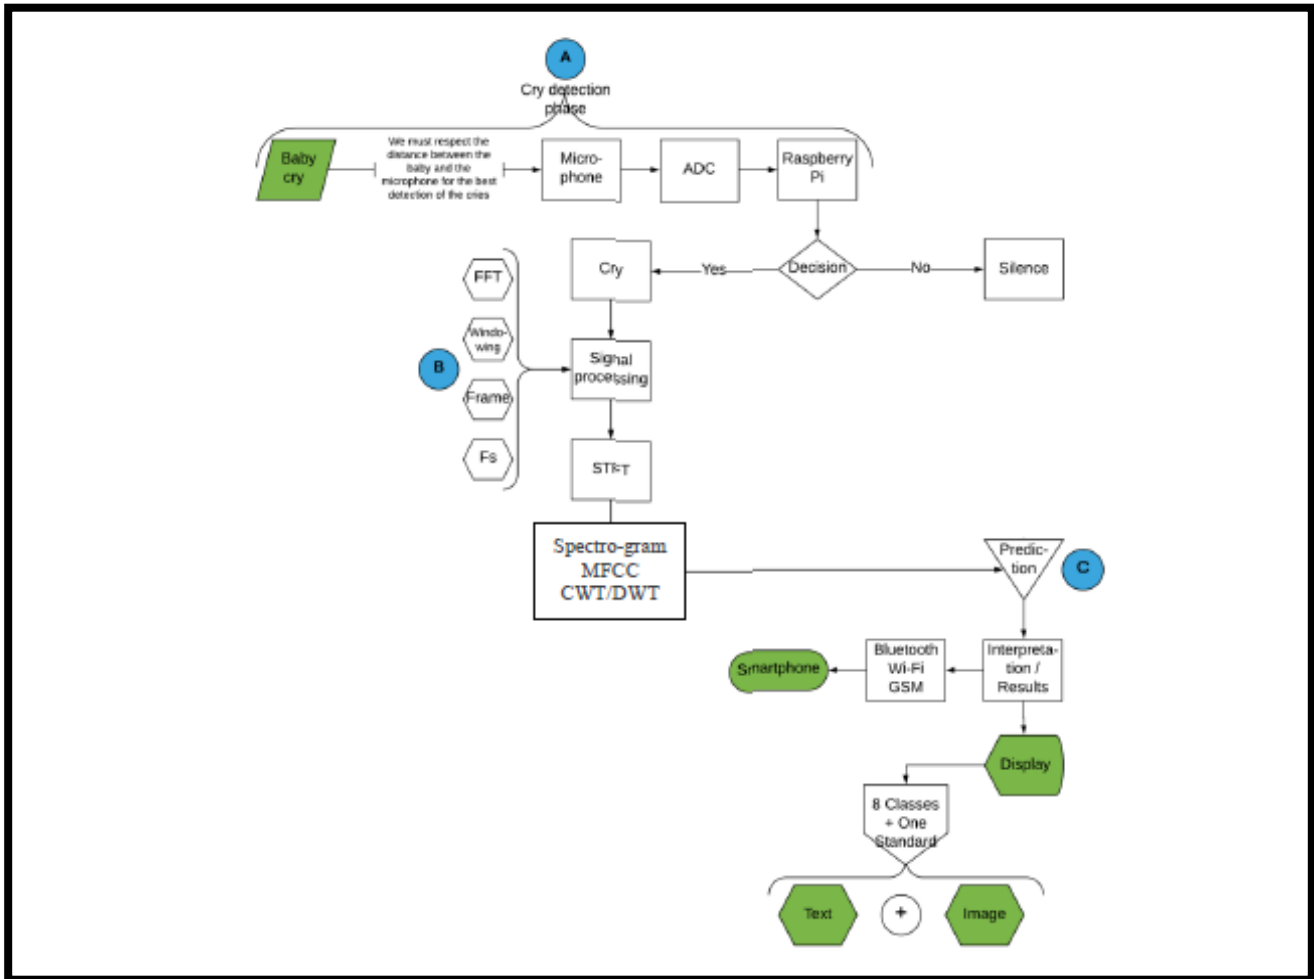 A
Cry detection
phase
Baby
cry
We must respect the
distance between the
baby and the
microphone for the best
detection of the cries
Micro-
phone
ADC
Raspberry
Pi
Cry
Yes
Decision
No
Silence
FFT
Windo-
wing
B
Frame
Fs
Signal
processing
STFT
Spectro-gram
MFCC
CWT/DWT
Predic-
tion
C
Smartphone
Bluetooth
Wi-Fi
GSM
Interpreta-
tion /
Results
Display
8 Classes
+ One
Standard
Text
+
Image